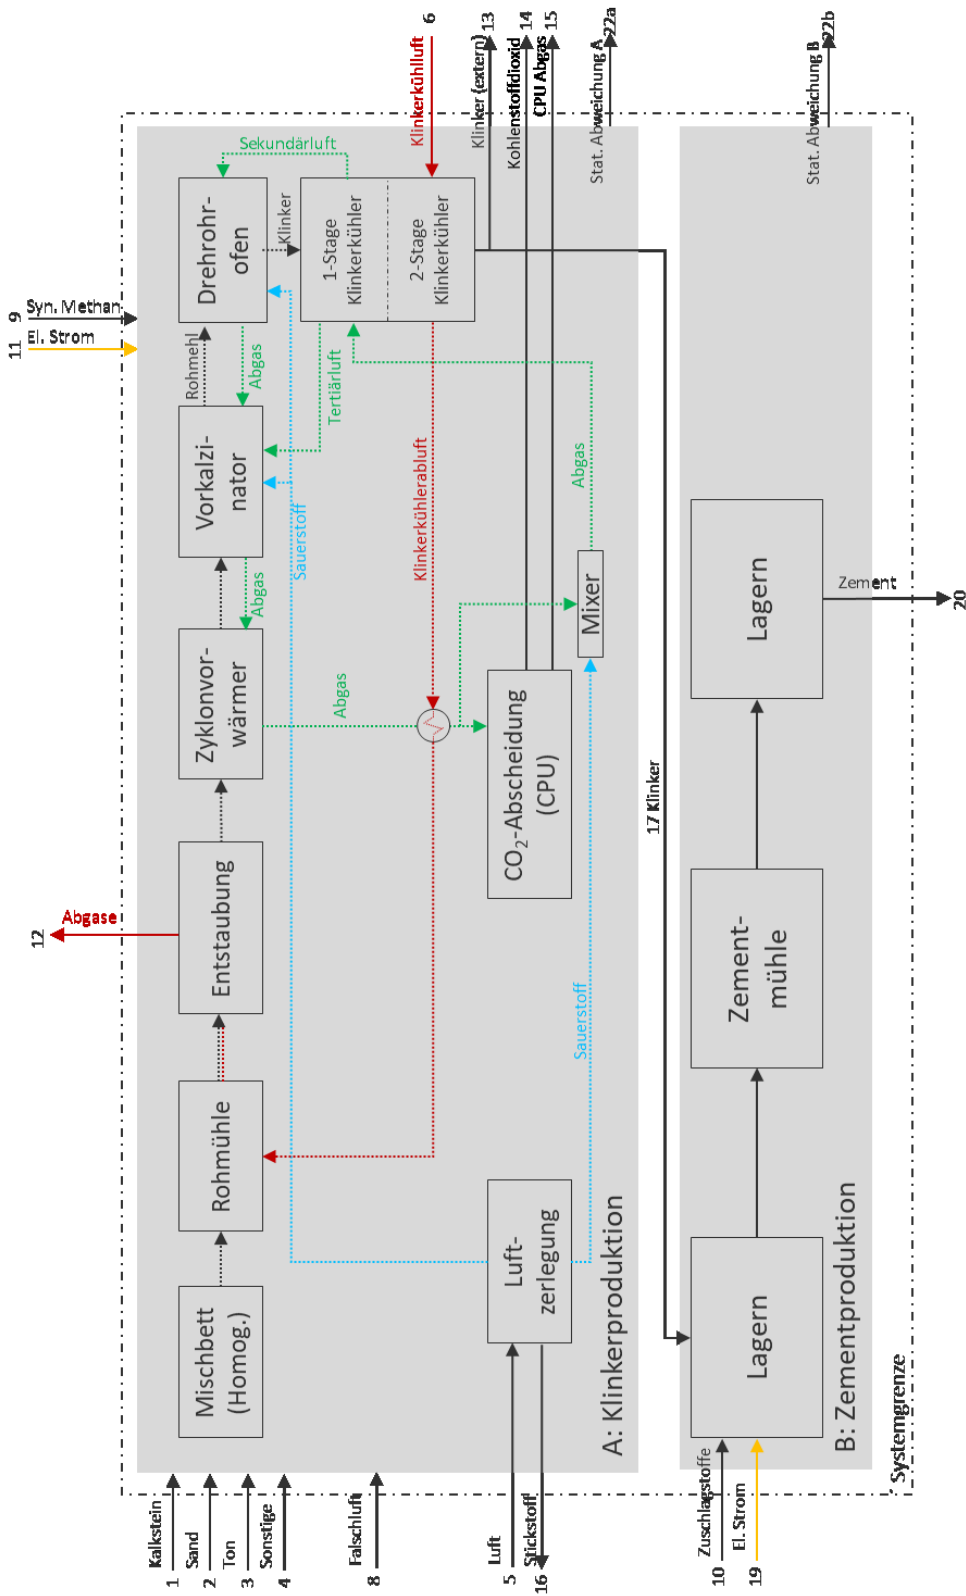 1 Kalkstein
2 Sand
3 Ton
4 Sonstige
8 Falschluft
5 Luft
16 Stickstoff
10 Zuschlagstoffe
19 El. Strom
Systemgrenze
12 Abgase
11 El. Strom
9 Syn. Methan
Mischbett
(Homog.)
Rohmühle
Entstaubung
Zyklonvor-
wärmer
Vorkalzi-
nator
Rohmehl
Drehrohr-
ofen
Abgas
Abgas
Sekundärluft
Klinker
Sauerstoff
Tertiärluft
1-Stage
Klinkerkühler
2-Stage
Klinkerkühler
Abgas
Klinkerkühlerabluft
Klinkerkühlluft 6
Klinker (extern) 13
Kohlenstoffdioxid 14
CPU Abgas 15
Stat. Abweichung A 22a
Luft-
zerlegung
CO₂-Abscheidung
(CPU)
Mixer
Abgas
Sauerstoff
A: Klinkerproduktion
17 Klinker
Lagern
Zement-
mühle
Lagern
Zement
20
Stat. Abweichung B 22b
B: Zementproduktion